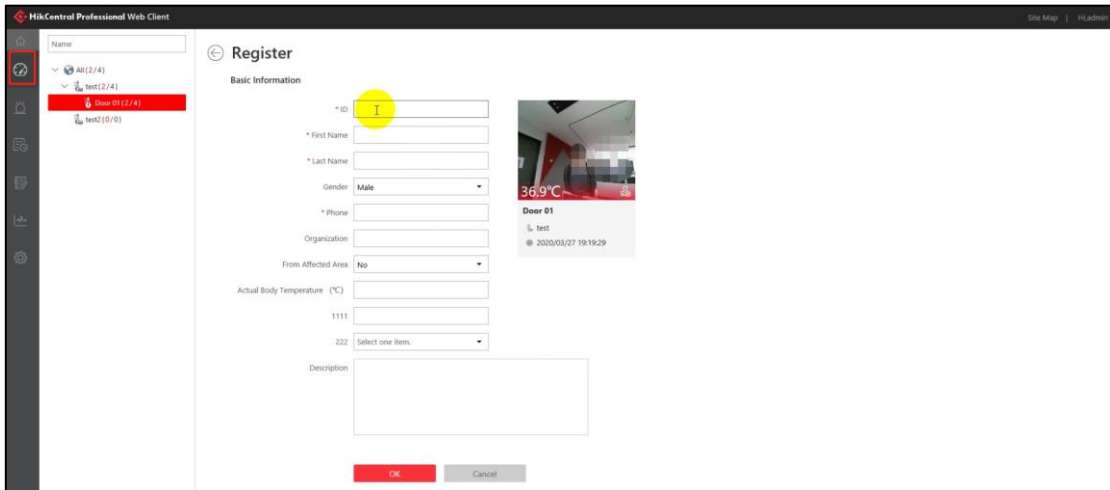 HikCentral Professional Web Client
Site Map | Hi,admin
Name
All(2/4)
test(2/4)
Door 01(2/4)
test2(0/0)
Register
Basic Information
* ID
* First Name
* Last Name
Gender Male
* Phone
Organization
From Affected Area No
Actual Body Temperature (℃)
1111
222 Select one item.
Description
36.9℃
Door 01
test
2020/03/27 19:19:29
OK
Cancel